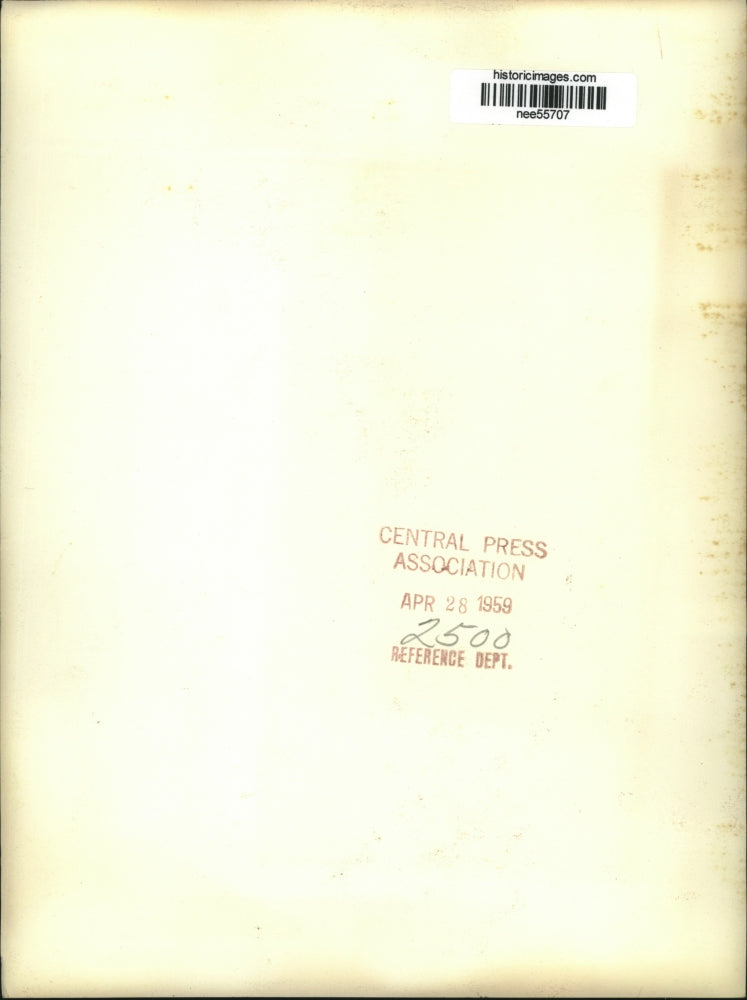 historicimages.com
nee55707
CENTRAL PRESS
ASSOCIATION
APR 28 1959
2500
REFERENCE DEPT.